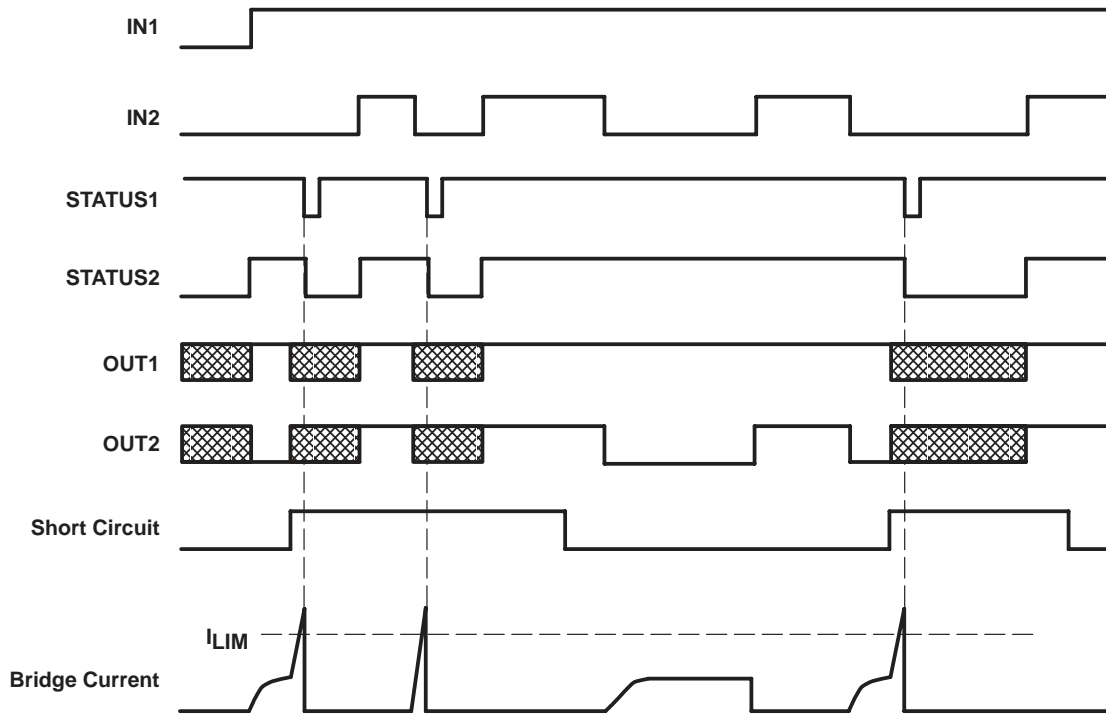 IN1
IN2
STATUS1
STATUS2
OUT1
OUT2
Short Circuit
ILIM
Bridge Current